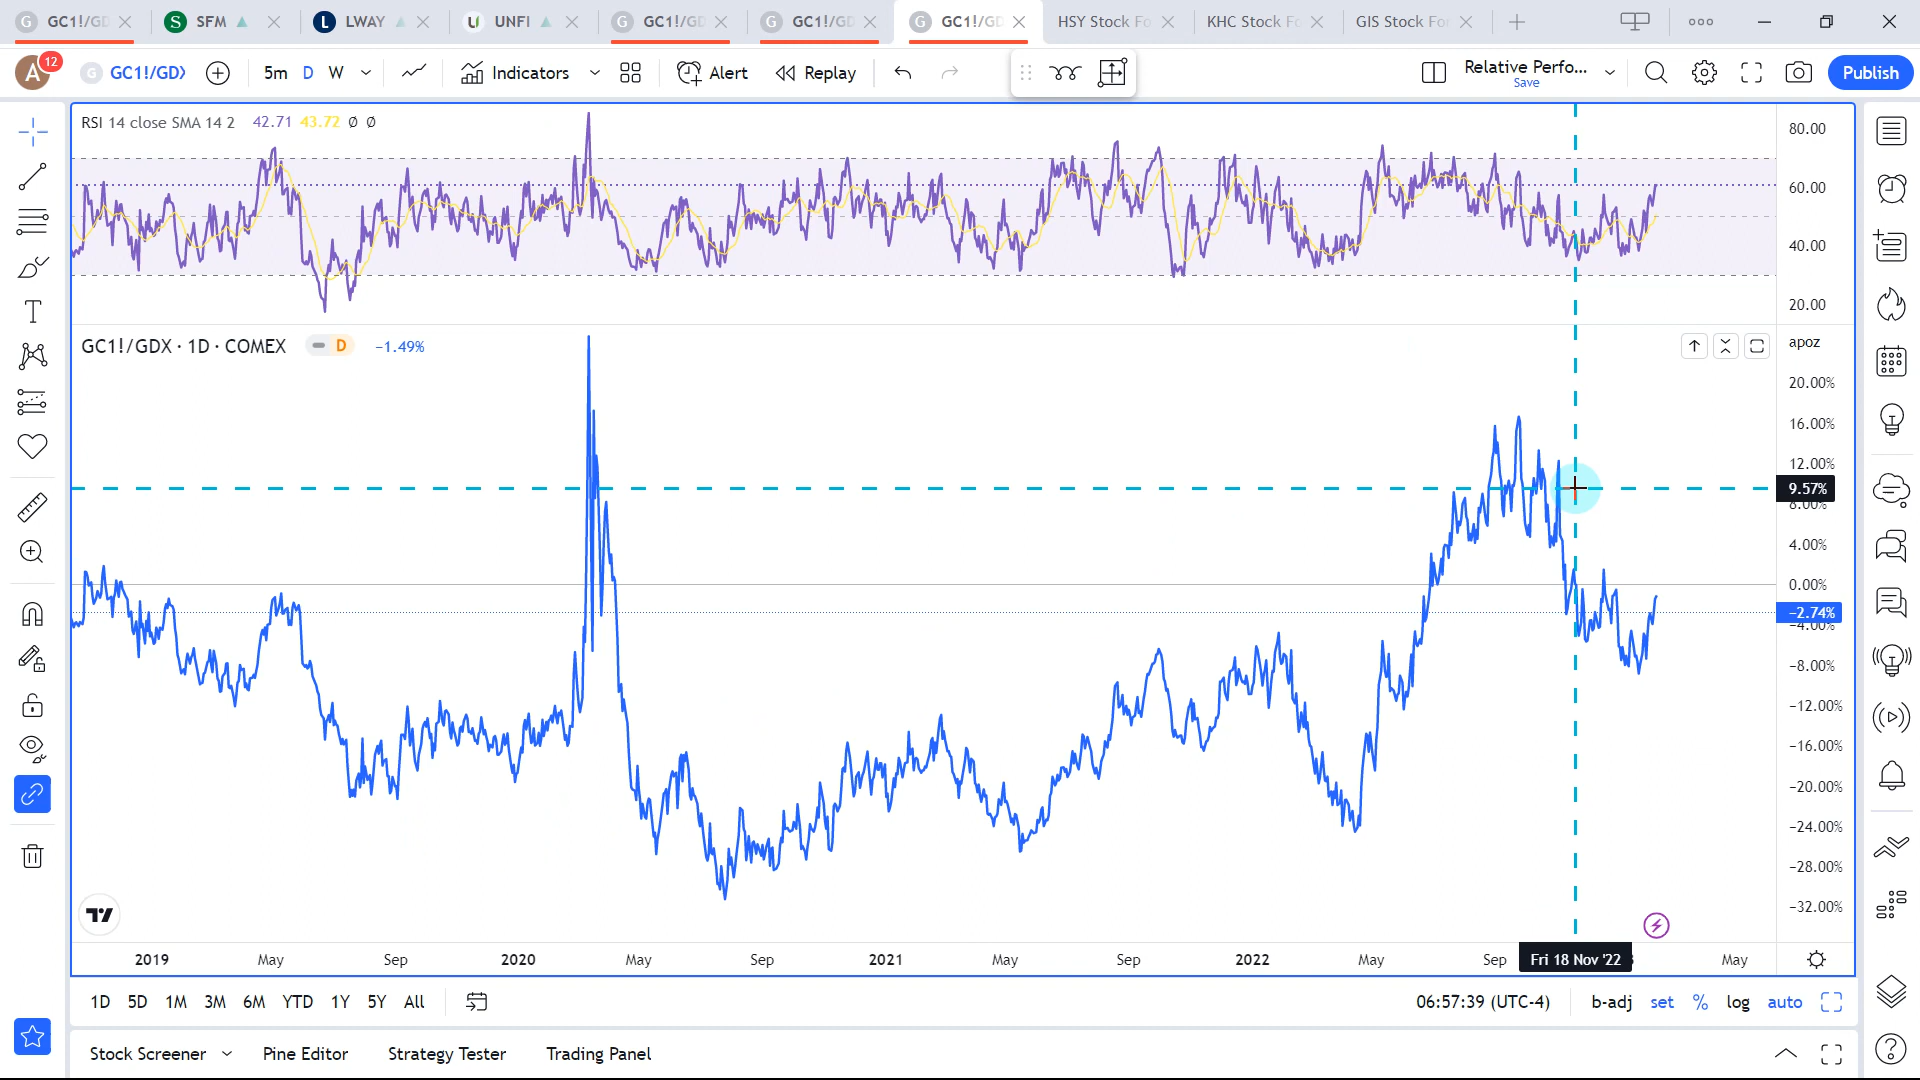 G GC1!/GD
S SFM
L LWAY
UNFI
G GC1!/GD
G GC1!/GD
G GC1!/GD
HSY Stock Fo
KHC Stock Fo
GIS Stock For
A 12
G GC1!/GDX
5m D W
Indicators
Alert
Replay
Relative Perfo...
Save
Publish
RSI 14 close SMA 14 2 42.71 43.72 Ø Ø
80.00
60.00
40.00
20.00
GC1!/GDX · 1D · COMEX
D
−1.49%
apoz
20.00%
16.00%
12.00%
9.57%
8.00%
4.00%
0.00%
−2.74%
−4.00%
−8.00%
−12.00%
−16.00%
−20.00%
−24.00%
−28.00%
−32.00%
2019 May Sep 2020 May Sep 2021 May Sep 2022 May Sep Fri 18 Nov '22 May
1D 5D 1M 3M 6M YTD 1Y 5Y All
06:57:39 (UTC-4) b-adj set % log auto
Stock Screener Pine Editor Strategy Tester Trading Panel